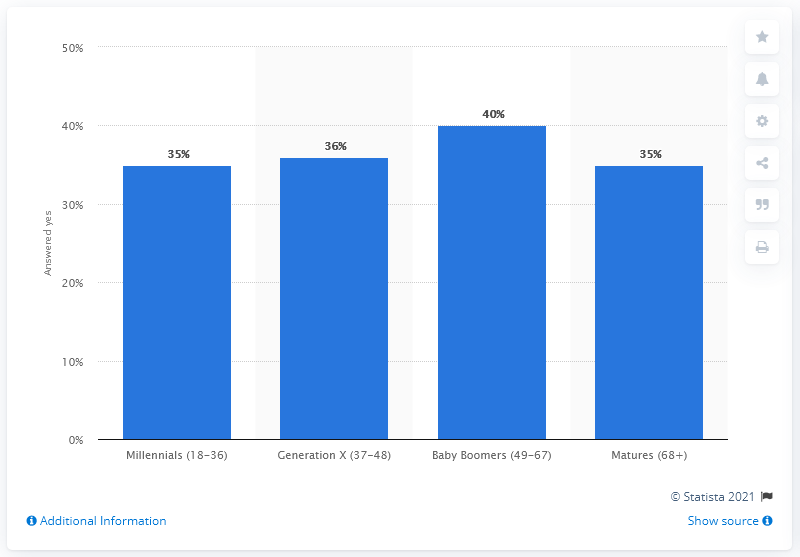 50%
40%
30%
20%
10%
0%
Answered yes
35%
36%
40%
35%
Millennials (18-36)
Generation X (37-48)
Baby Boomers (49-67)
Matures (68+)
© Statista 2021
Additional Information
Show source